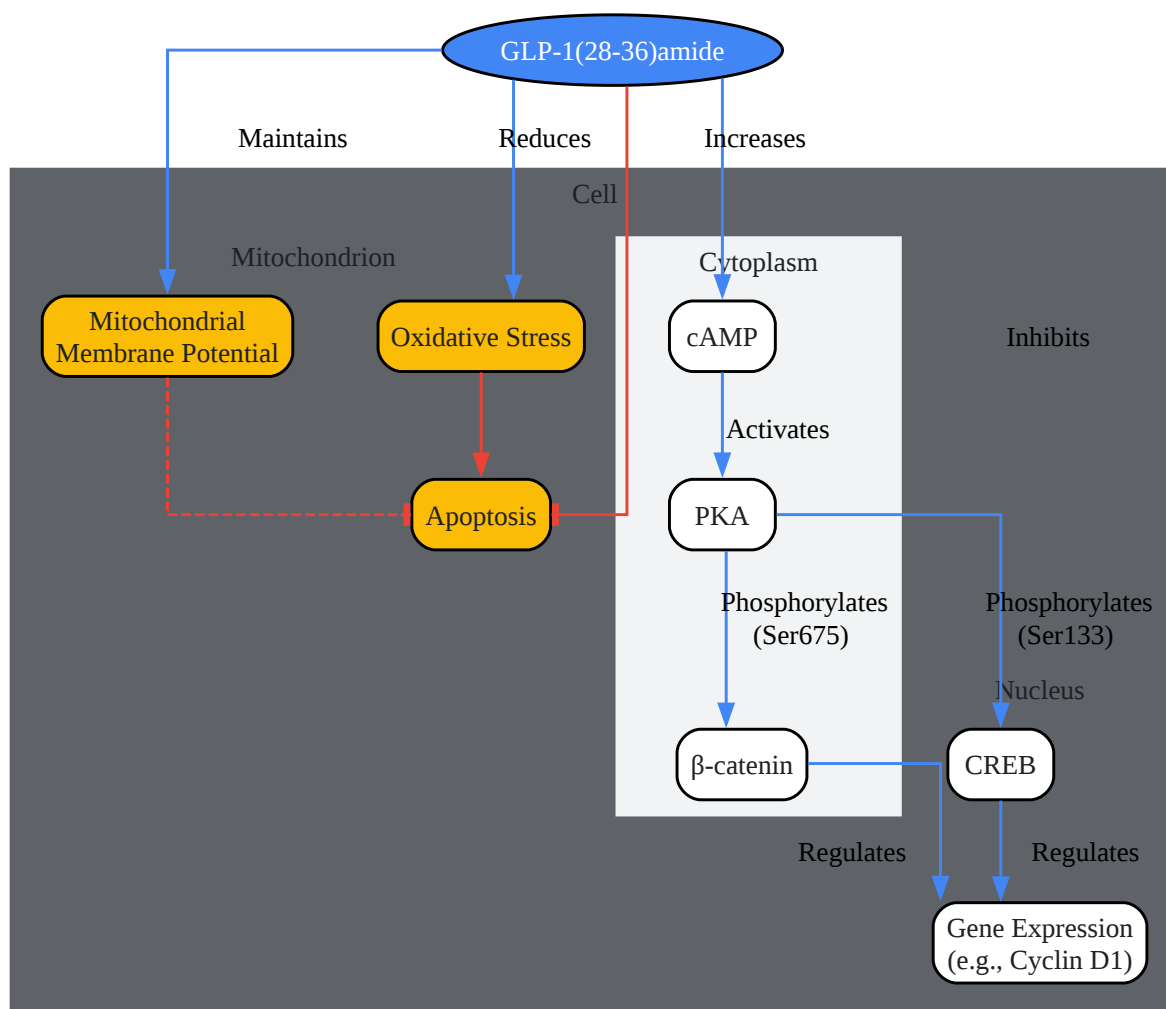 GLP-1(28-36)amide
Maintains
Reduces
Increases
Cell
Mitochondrion
Cytoplasm
Mitochondrial
Membrane Potential
Oxidative Stress
cAMP
Inhibits
Activates
Apoptosis
PKA
Phosphorylates
(Ser675)
Phosphorylates
(Ser133)
Nucleus
β-catenin
CREB
Regulates
Regulates
Gene Expression
(e.g., Cyclin D1)